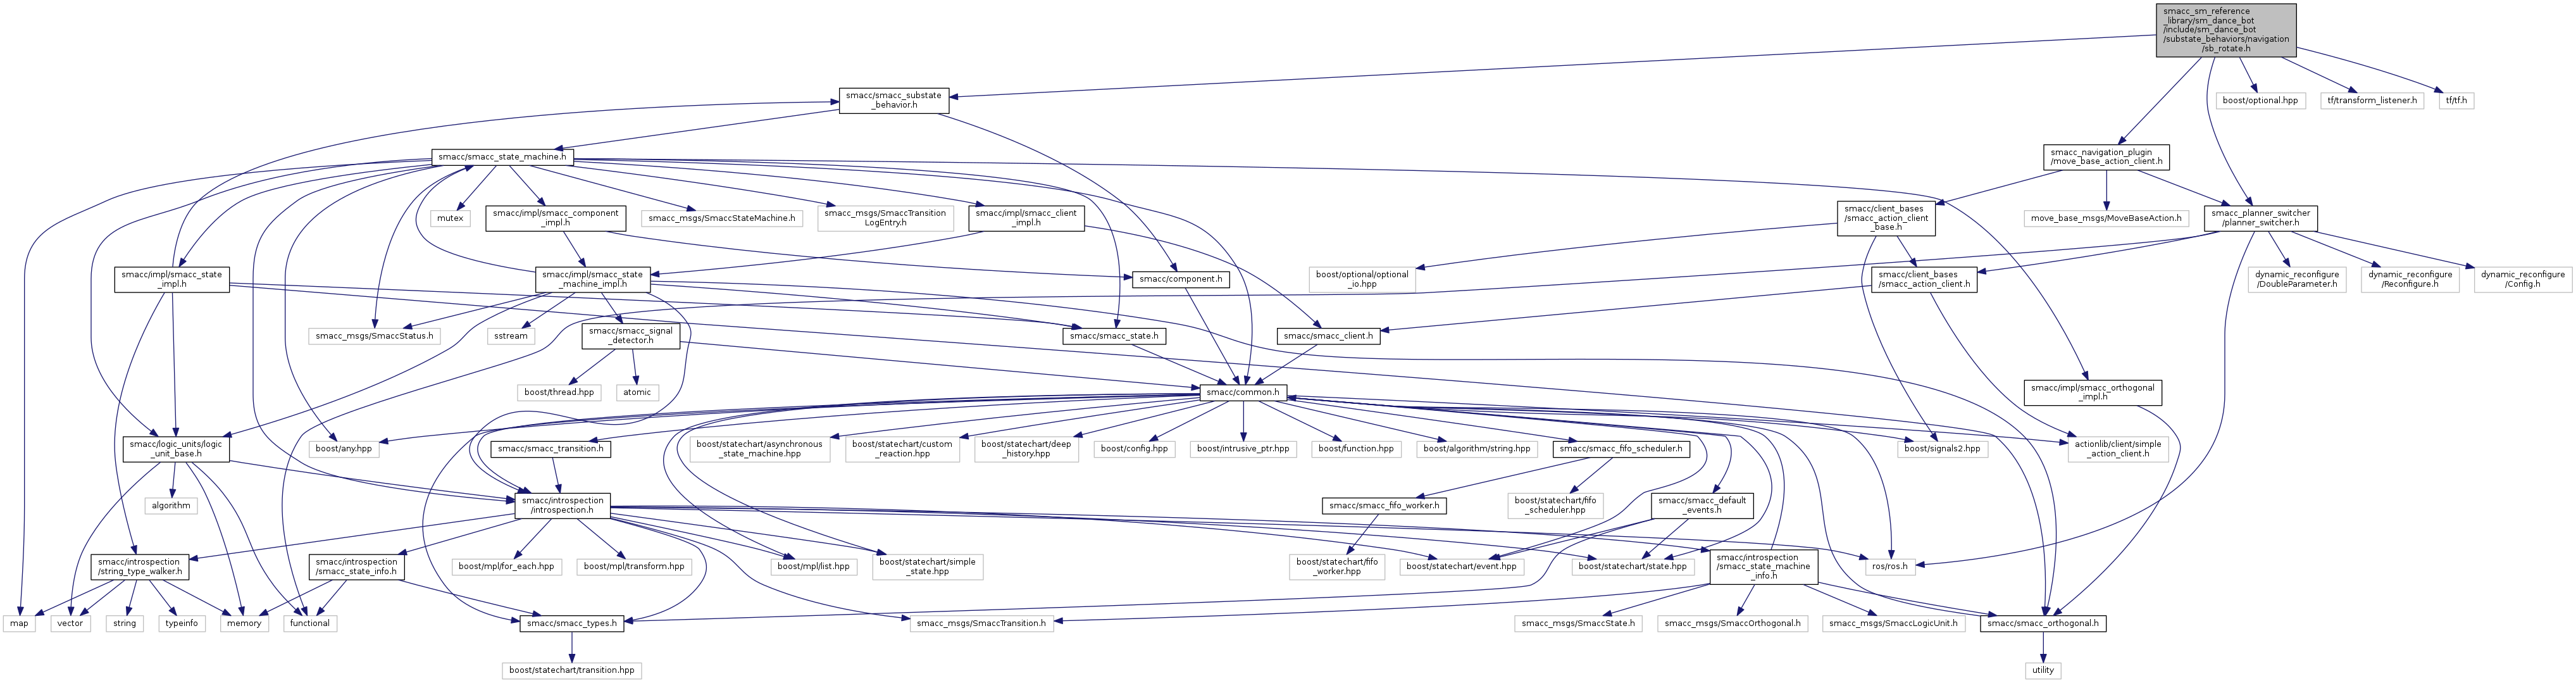 smacc_sm_reference
_library/sm_dance_bot
/include/sm_dance_bot
/substate_behaviors/navigation
/sb_rotate.h
smacc/smacc_substate
_behavior.h
boost/optional.hpp
tf/transform_listener.h
tf/tf.h
smacc/smacc_state_machine.h
smacc_navigation_plugin
/move_base_action_client.h
mutex
smacc/impl/smacc_component
_impl.h
smacc_msgs/SmaccStateMachine.h
smacc_msgs/SmaccTransition
LogEntry.h
smacc/impl/smacc_client
_impl.h
smacc/client_bases
/smacc_action_client
_base.h
move_base_msgs/MoveBaseAction.h
smacc_planner_switcher
/planner_switcher.h
smacc/impl/smacc_state
_impl.h
smacc/impl/smacc_state
_machine_impl.h
smacc/component.h
boost/optional/optional
_io.hpp
smacc/client_bases
/smacc_action_client.h
dynamic_reconfigure
/DoubleParameter.h
dynamic_reconfigure
/Reconfigure.h
dynamic_reconfigure
/Config.h
smacc_msgs/SmaccStatus.h
sstream
smacc/smacc_signal
_detector.h
smacc/smacc_state.h
smacc/smacc_client.h
boost/thread.hpp
atomic
smacc/common.h
smacc/impl/smacc_orthogonal
_impl.h
smacc/logic_units/logic
_unit_base.h
boost/any.hpp
smacc/smacc_transition.h
boost/statechart/asynchronous
_state_machine.hpp
boost/statechart/custom
_reaction.hpp
boost/statechart/deep
_history.hpp
boost/config.hpp
boost/intrusive_ptr.hpp
boost/function.hpp
boost/algorithm/string.hpp
smacc/smacc_fifo_scheduler.h
boost/signals2.hpp
actionlib/client/simple
_action_client.h
algorithm
smacc/introspection
/introspection.h
smacc/smacc_fifo_worker.h
boost/statechart/fifo
_scheduler.hpp
smacc/smacc_default
_events.h
smacc/introspection
/string_type_walker.h
smacc/introspection
/smacc_state_info.h
boost/mpl/for_each.hpp
boost/mpl/transform.hpp
boost/mpl/list.hpp
boost/statechart/simple
_state.hpp
boost/statechart/fifo
_worker.hpp
boost/statechart/event.hpp
boost/statechart/state.hpp
smacc/introspection
/smacc_state_machine
_info.h
ros/ros.h
map
vector
string
typeinfo
memory
functional
smacc/smacc_types.h
smacc_msgs/SmaccTransition.h
smacc_msgs/SmaccState.h
smacc_msgs/SmaccOrthogonal.h
smacc_msgs/SmaccLogicUnit.h
smacc/smacc_orthogonal.h
boost/statechart/transition.hpp
utility